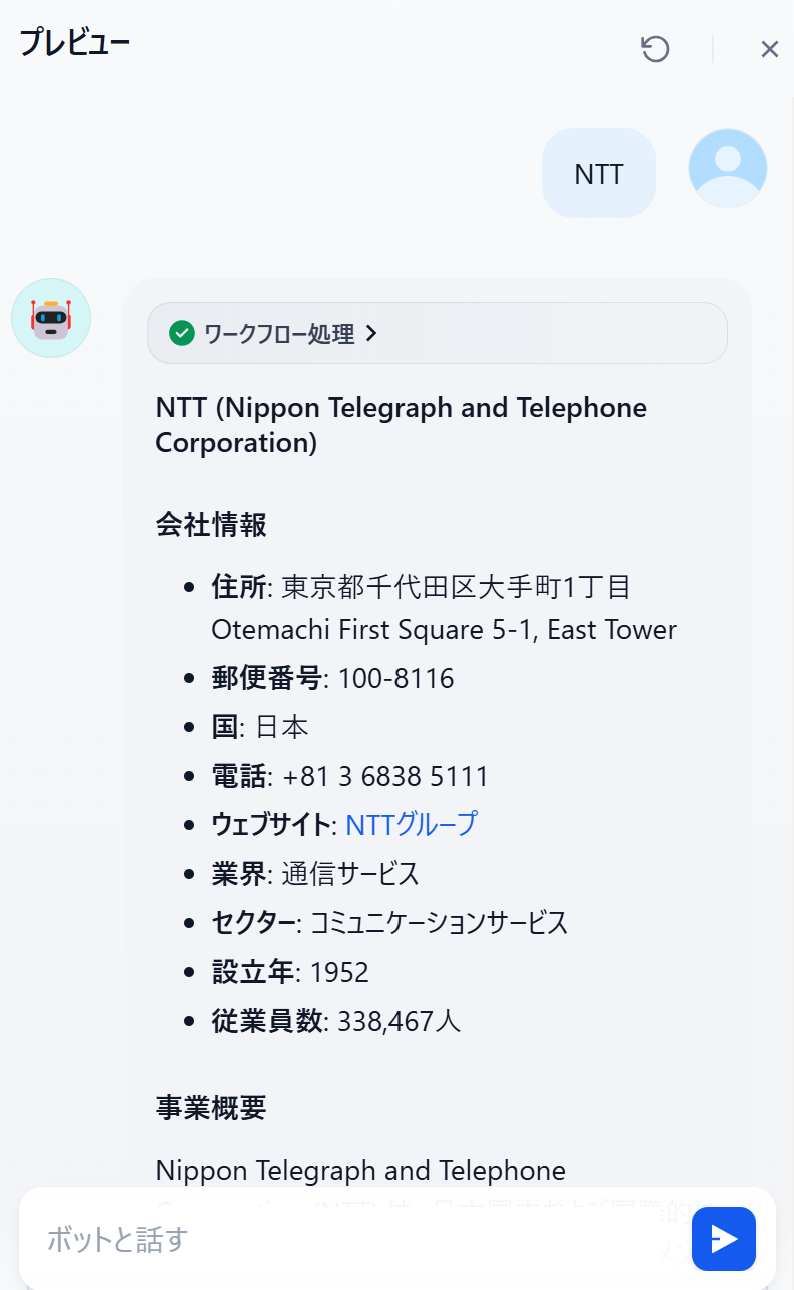 プレビュー
NTT
ワークフロー処理
NTT (Nippon Telegraph and Telephone
Corporation)
会社情報
住所: 東京都千代田区大手町1丁目
Otemachi First Square 5-1, East Tower
郵便番号: 100-8116
国: 日本
電話: +81 3 6838 5111
ウェブサイト: NTTグループ
業界: 通信サービス
セクター: コミュニケーションサービス
設立年: 1952
従業員数: 338,467人
事業概要
Nippon Telegraph and Telephone
ボットと話す